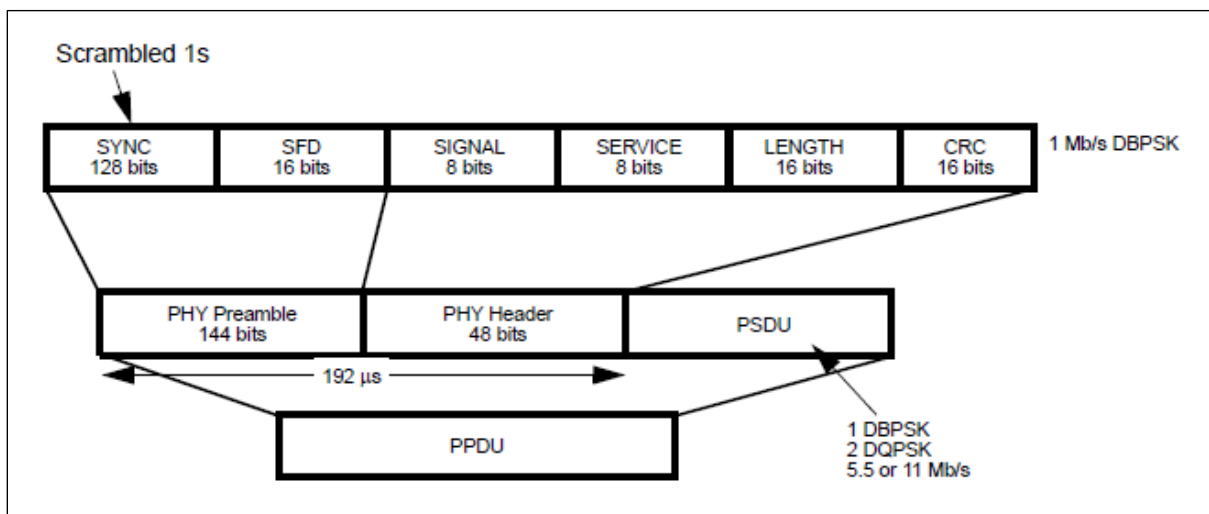 Scrambled 1s
SYNC
128 bits
SFD
16 bits
SIGNAL
8 bits
SERVICE
8 bits
LENGTH
16 bits
CRC
16 bits
1 Mb/s DBPSK
PHY Preamble
144 bits
PHY Header
48 bits
PSDU
192 µs
1 DBPSK
2 DQPSK
5.5 or 11 Mb/s
PPDU